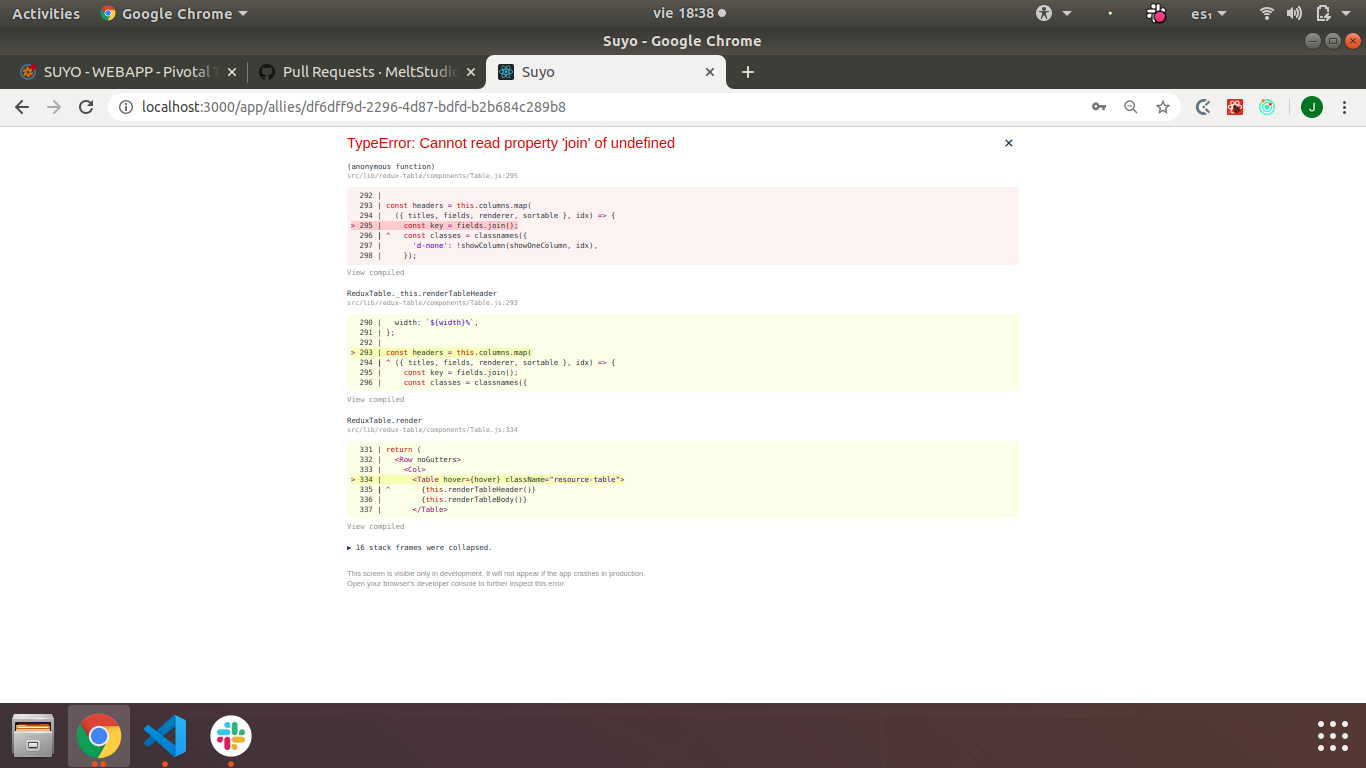 Activities Google Chrome vie 18:38 es₁
Suyo - Google Chrome
SUYO - WEBAPP - Pivotal T Pull Requests · MeltStudio Suyo
localhost:3000/app/allies/df6dff9d-2296-4d87-bdfd-b2b684c289b8 J
TypeError: Cannot read property 'join' of undefined ×
(anonymous function)
src/lib/redux-table/components/Table.js:295
292 |
293 | const headers = this.columns.map(
294 |   ({ titles, fields, renderer, sortable }, idx) => {
> 295 |     const key = fields.join();
296 | ^   const classes = classnames({
297 |       'd-none': !showColumn(showOneColumn, idx),
298 |     });
View compiled
ReduxTable._this.renderTableHeader
src/lib/redux-table/components/Table.js:293
290 |   width: `${width}%`,
291 | };
292 |
> 293 | const headers = this.columns.map(
294 | ^ ({ titles, fields, renderer, sortable }, idx) => {
295 |     const key = fields.join();
296 |     const classes = classnames({
View compiled
ReduxTable.render
src/lib/redux-table/components/Table.js:334
331 | return (
332 |   <Row noGutters>
333 |     <Col>
> 334 |       <Table hover={hover} className="resource-table">
335 | ^       {this.renderTableHeader()}
336 |         {this.renderTableBody()}
337 |       </Table>
View compiled
▶ 16 stack frames were collapsed.
This screen is visible only in development. It will not appear if the app crashes in production.
Open your browser's developer console to further inspect this error.